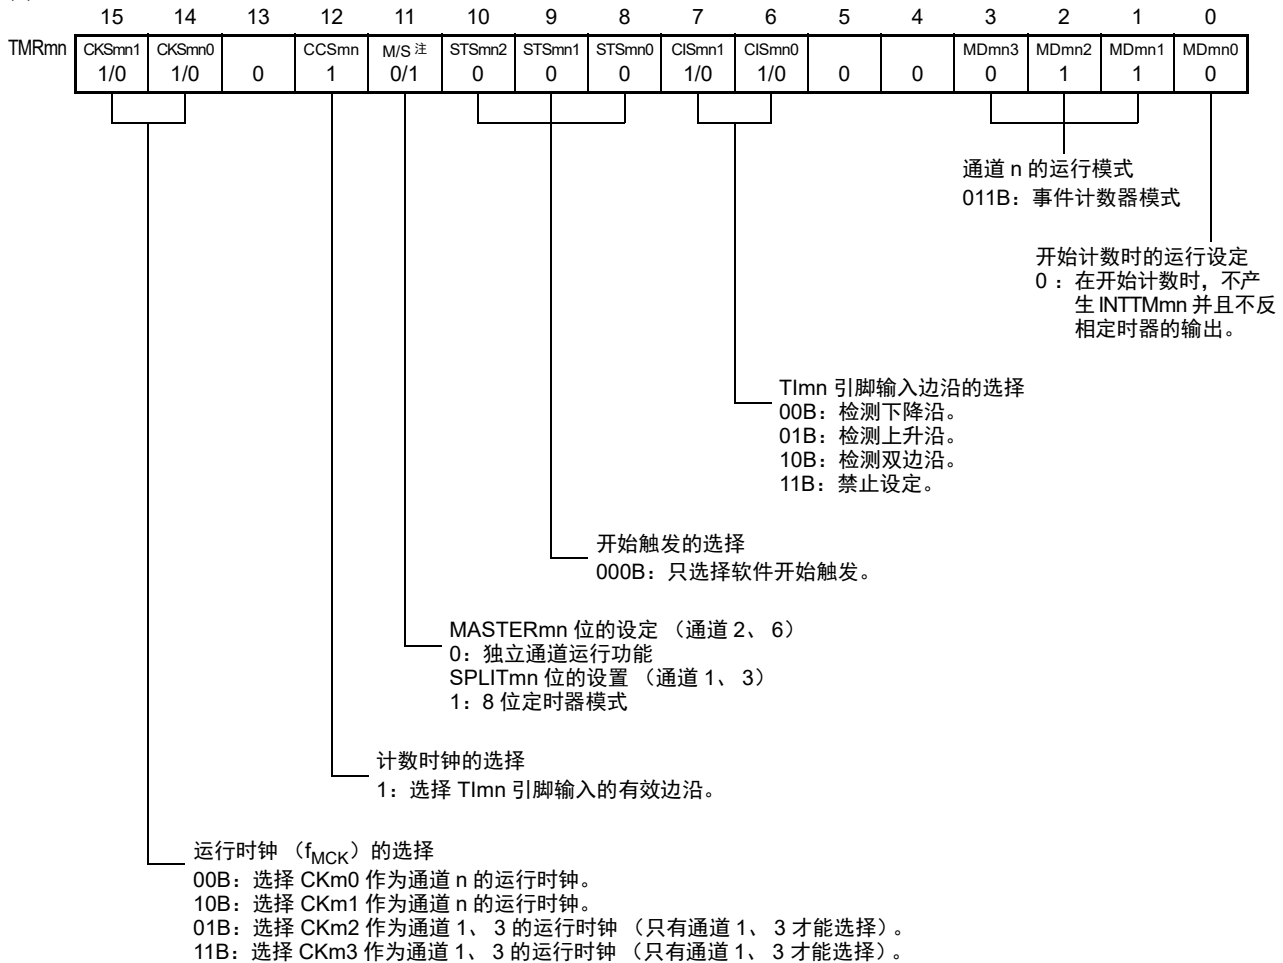 15 14 13 12 11 10 9 8 7 6 5 4 3 2 1 0
TMRmn CKSmn1 CKSmn0 CCSmn M/S 注 STSmn2 STSmn1 STSmn0 CISmn1 CISmn0 MDmn3 MDmn2 MDmn1 MDmn0
1/0 1/0 0 1 0/1 0 0 0 1/0 1/0 0 0 0 1 1 0
通道 n 的运行模式
011B：事件计数器模式
开始计数时的运行设定
0 ：在开始计数时，不产
生 INTTMmn 并且不反
相定时器的输出。
TImn 引脚输入边沿的选择
00B：检测下降沿。
01B：检测上升沿。
10B：检测双边沿。
11B：禁止设定。
开始触发的选择
000B：只选择软件开始触发。
MASTERmn 位的设定 （通道 2、 6）
0：独立通道运行功能
SPLITmn 位的设置 （通道 1、 3）
1：8 位定时器模式
计数时钟的选择
1：选择 TImn 引脚输入的有效边沿。
运行时钟 （fMCK）的选择
00B：选择 CKm0 作为通道 n 的运行时钟。
10B：选择 CKm1 作为通道 n 的运行时钟。
01B：选择 CKm2 作为通道 1、 3 的运行时钟 （只有通道 1、 3 才能选择）。
11B：选择 CKm3 作为通道 1、 3 的运行时钟 （只有通道 1、 3 才能选择）。